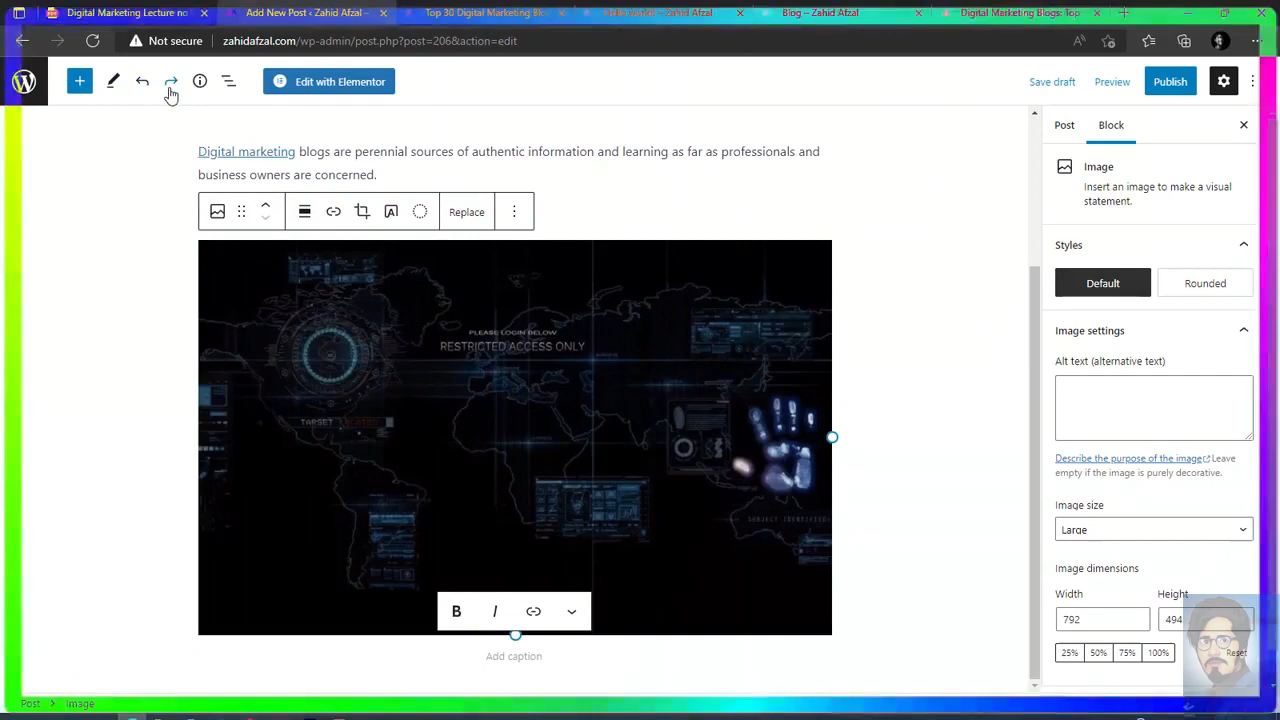 Digital Marketing Lecture no
Add New Post ‹ Zahid Afzal
Top 30 Digital Marketing Blo
Blog – Zahid Afzal
Digital Marketing Blogs: Top
Not secure
zahidafzal.com/wp-admin/post.php?post=206&action=edit
Edit with Elementor
Save draft
Preview
Publish
Post
Block
Digital marketing blogs are perennial sources of authentic information and learning as far as professionals and
business owners are concerned.
Image
Insert an image to make a visual
statement.
Replace
Styles
Default
Rounded
PLEASE LOGIN BELOW
RESTRICTED ACCESS ONLY
Image settings
Alt text (alternative text)
TARGET
Describe the purpose of the image Leave
empty if the image is purely decorative.
Image size
SUBJECT IDENTIFIED
Large
Image dimensions
Width
Height
B
I
792
494
25%
50%
75%
100%
Reset
Add caption
Post
Image